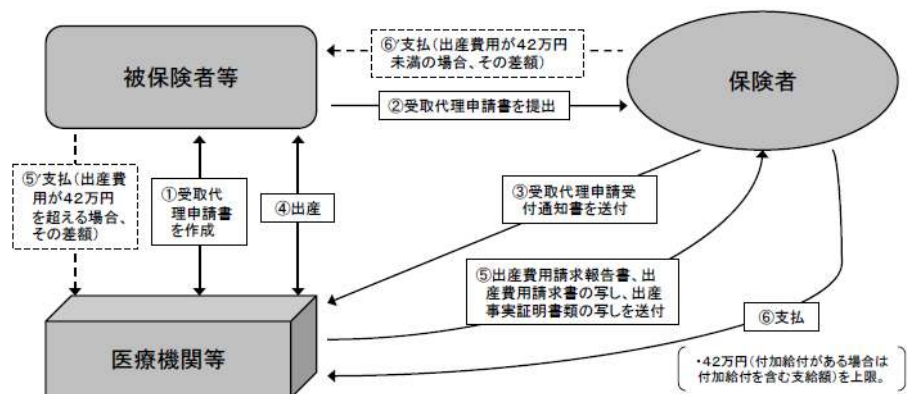 ⑥’支払(出産費用が42万円
未満の場合、その差額)
被保険者等
保険者
②受取代理申請書を提出
⑤’支払(出産費
用が42万円
を超える場合、
その差額)
①受取代
理申請書
を作成
④出産
③受取代理申請受
付通知書を送付
⑤出産費用請求報告書、出
産費用請求書の写し、出産
事実証明書類の写しを送付
⑥支払
医療機関等
・42万円(付加給付がある場合は
付加給付を含む支給額)を上限。